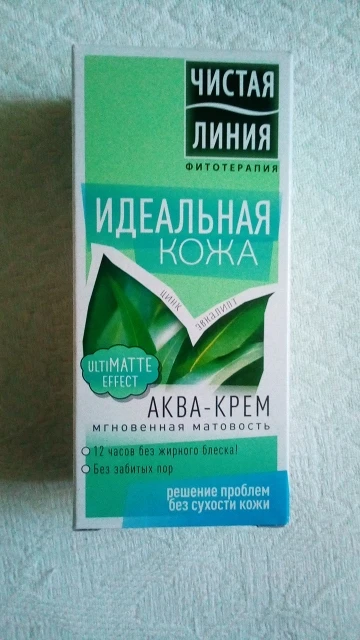 ЧИСТАЯ
ЛИНИЯ
ФИТОТЕРАПИЯ
ИДЕАЛЬНАЯ
КОЖА
ЦИНК
ЭВКАЛИПТ
ULTIMATTE
EFFECT
АКВА-КРЕМ
мгновенная матовость
12 часов без жирного блеска!
Без забитых пор
решение проблем
без сухости кожи